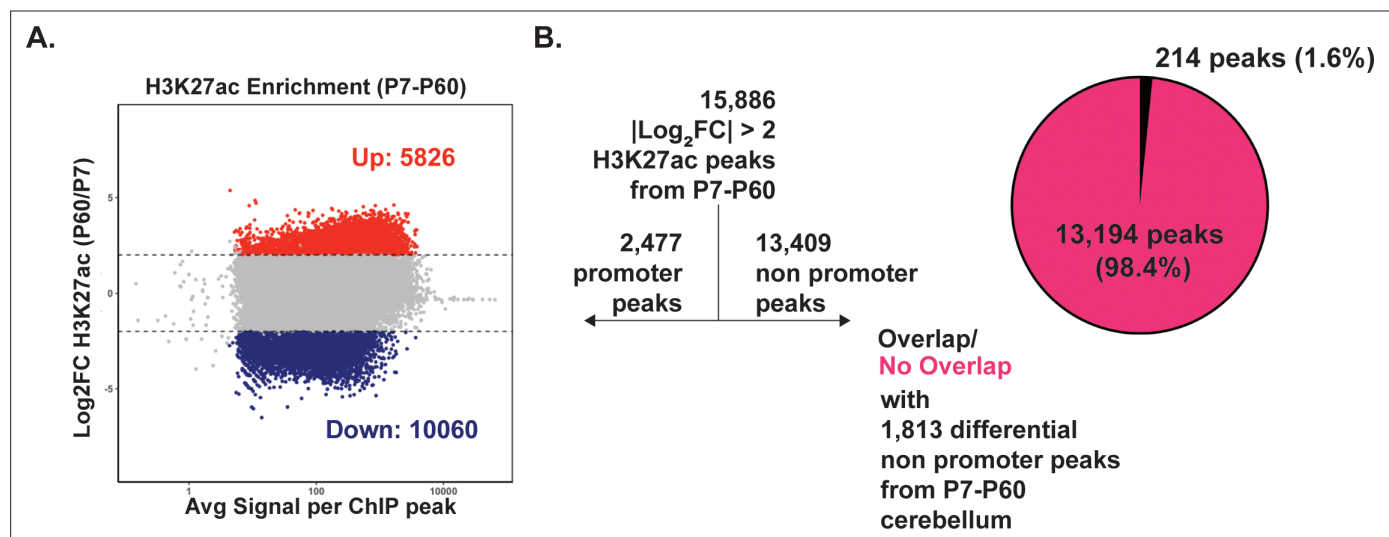 A.
H3K27ac Enrichment (P7-P60)
Log2FC H3K27ac (P60/P7)
5
0
-5
Up: 5826
Down: 10060
1
100
10000
Avg Signal per ChIP peak
B.
15,886
|Log₂FC| > 2
H3K27ac peaks
from P7-P60
2,477
promoter
peaks
13,409
non promoter
peaks
214 peaks (1.6%)
13,194 peaks
(98.4%)
Overlap/
No Overlap
with
1,813 differential
non promoter peaks
from P7-P60
cerebellum